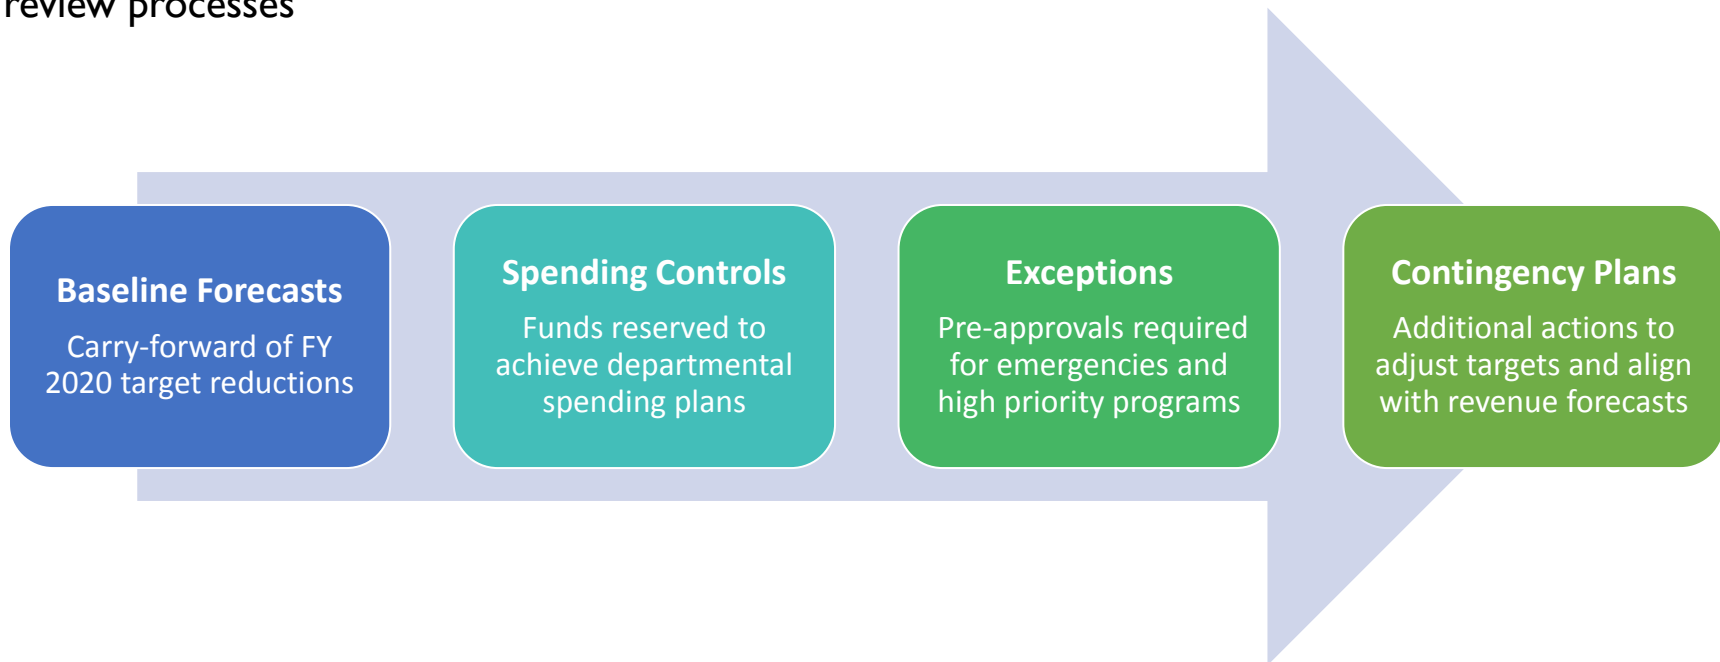 review processes
Baseline Forecasts
Carry-forward of FY
2020 target reductions
Spending Controls
Funds reserved to
achieve departmental
spending plans
Exceptions
Pre-approvals required
for emergencies and
high priority programs
Contingency Plans
Additional actions to
adjust targets and align
with revenue forecasts